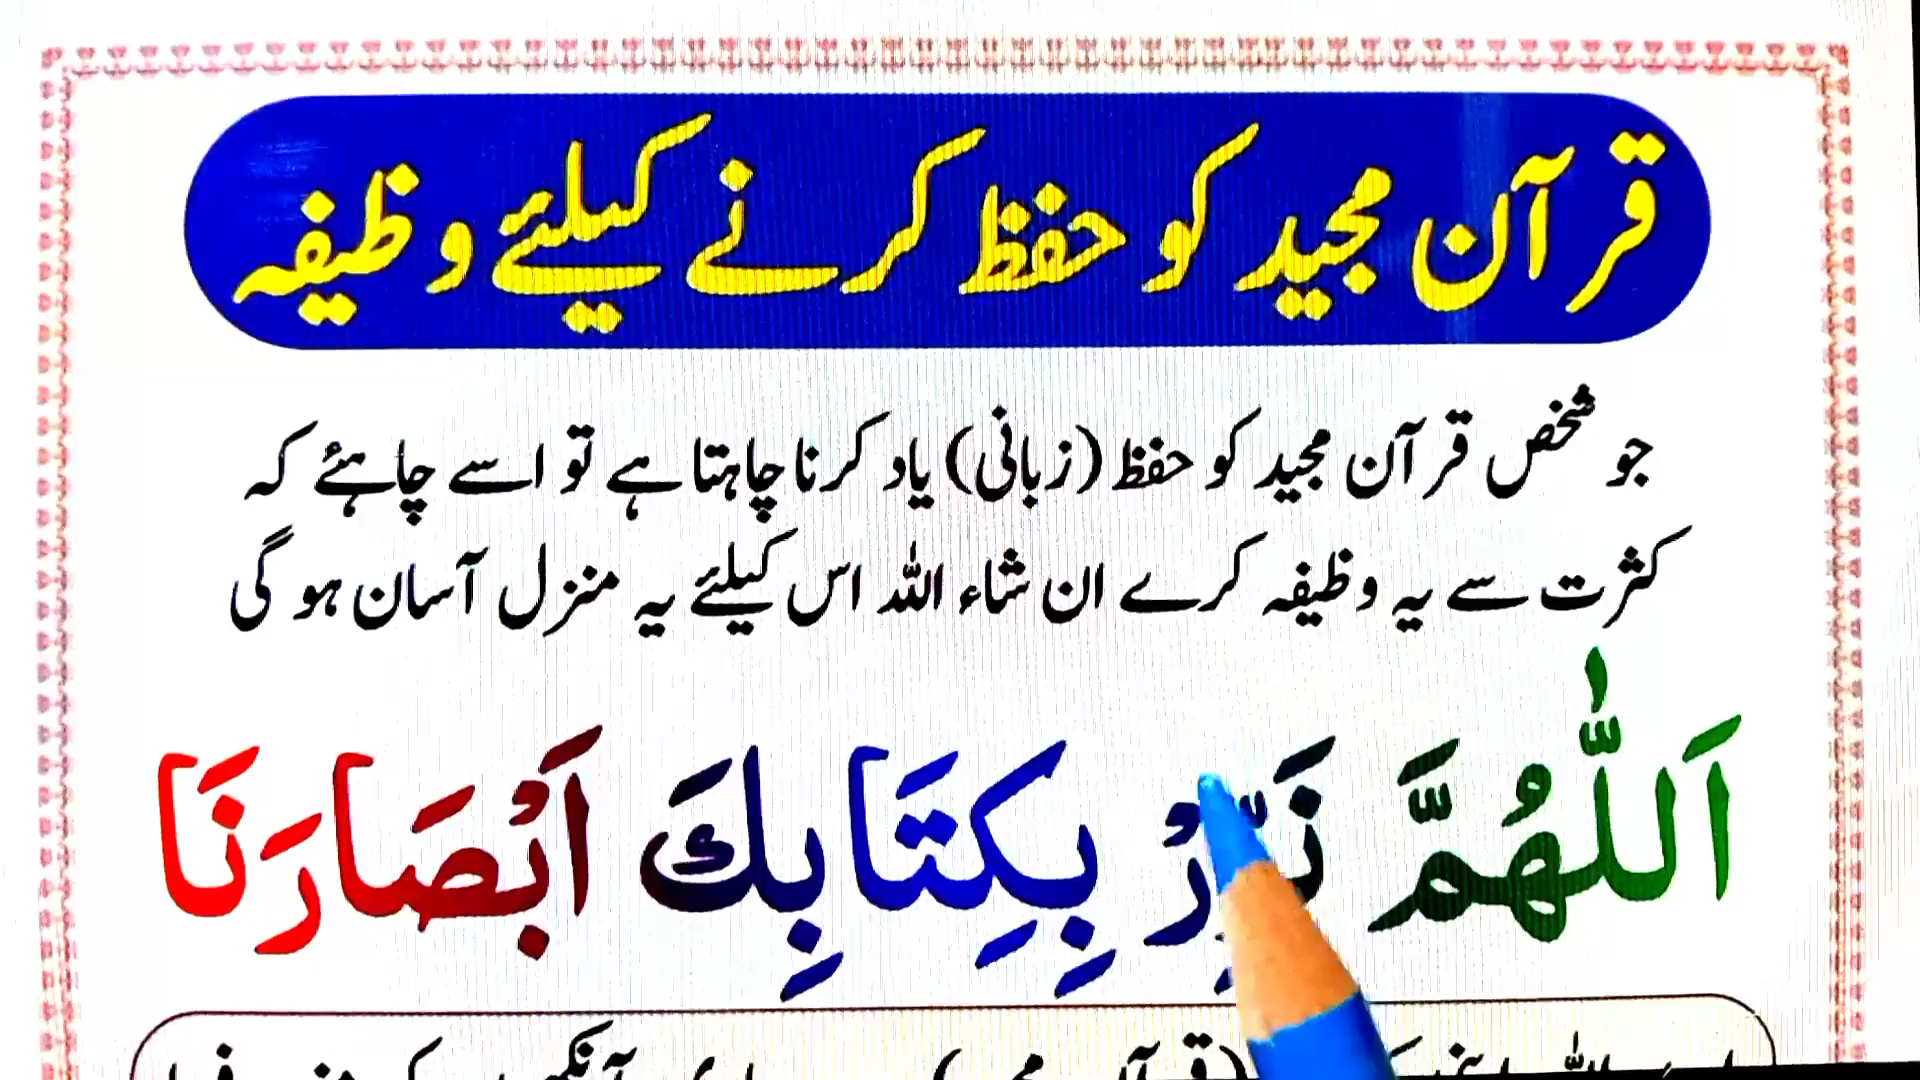 قرآن مجید کو حفظ کرنے کیلئے وظیفہ
جو شخص قرآن مجید کو حفظ (زبانی) یاد کرنا چاہتا ہے تو اسے چاہئے کہ
کثرت سے یہ وظیفہ کرے ان شاء اللہ اس کیلئے یہ منزل آسان ہو گی
اَللّٰهُمَّ بِكِتَابِكَ اَبْصَارَنَا